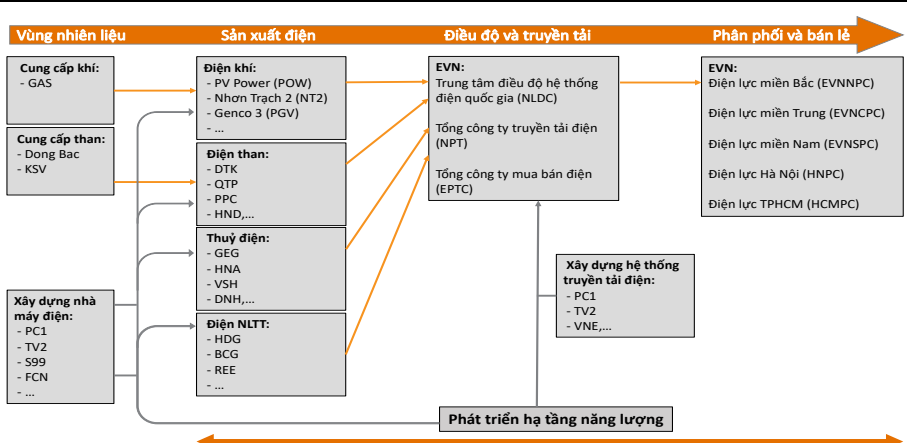 Vùng nhiên liệu
Sản xuất điện
Điều độ và truyền tải
Phân phối và bán lẻ
Cung cấp khí:
- GAS
Cung cấp than:
- Dong Bac
- KSV
Xây dựng nhà
máy điện:
- PC1
- TV2
- S99
- FCN
- ...
Điện khí:
- PV Power (POW)
- Nhơn Trạch 2 (NT2)
- Genco 3 (PGV)
- ...
Điện than:
- DTK
- QTP
- PPC
- HND,...
Thuỷ điện:
- GEG
- HNA
- VSH
- DNH,...
Điện NLTT:
- HDG
- BCG
- REE
- ...
EVN:
Trung tâm điều độ hệ thống
điện quốc gia (NLDC)
Tổng công ty truyền tải điện
(NPT)
Tổng công ty mua bán điện
(EPTC)
Xây dựng hệ thống
truyền tải điện:
- PC1
- TV2
- VNE,...
EVN:
Điện lực miền Bắc (EVNNPC)
Điện lực miền Trung (EVNCPC)
Điện lực miền Nam (EVNSPC)
Điện lực Hà Nội (HNPC)
Điện lực TPHCM (HCMPC)
Phát triển hạ tầng năng lượng